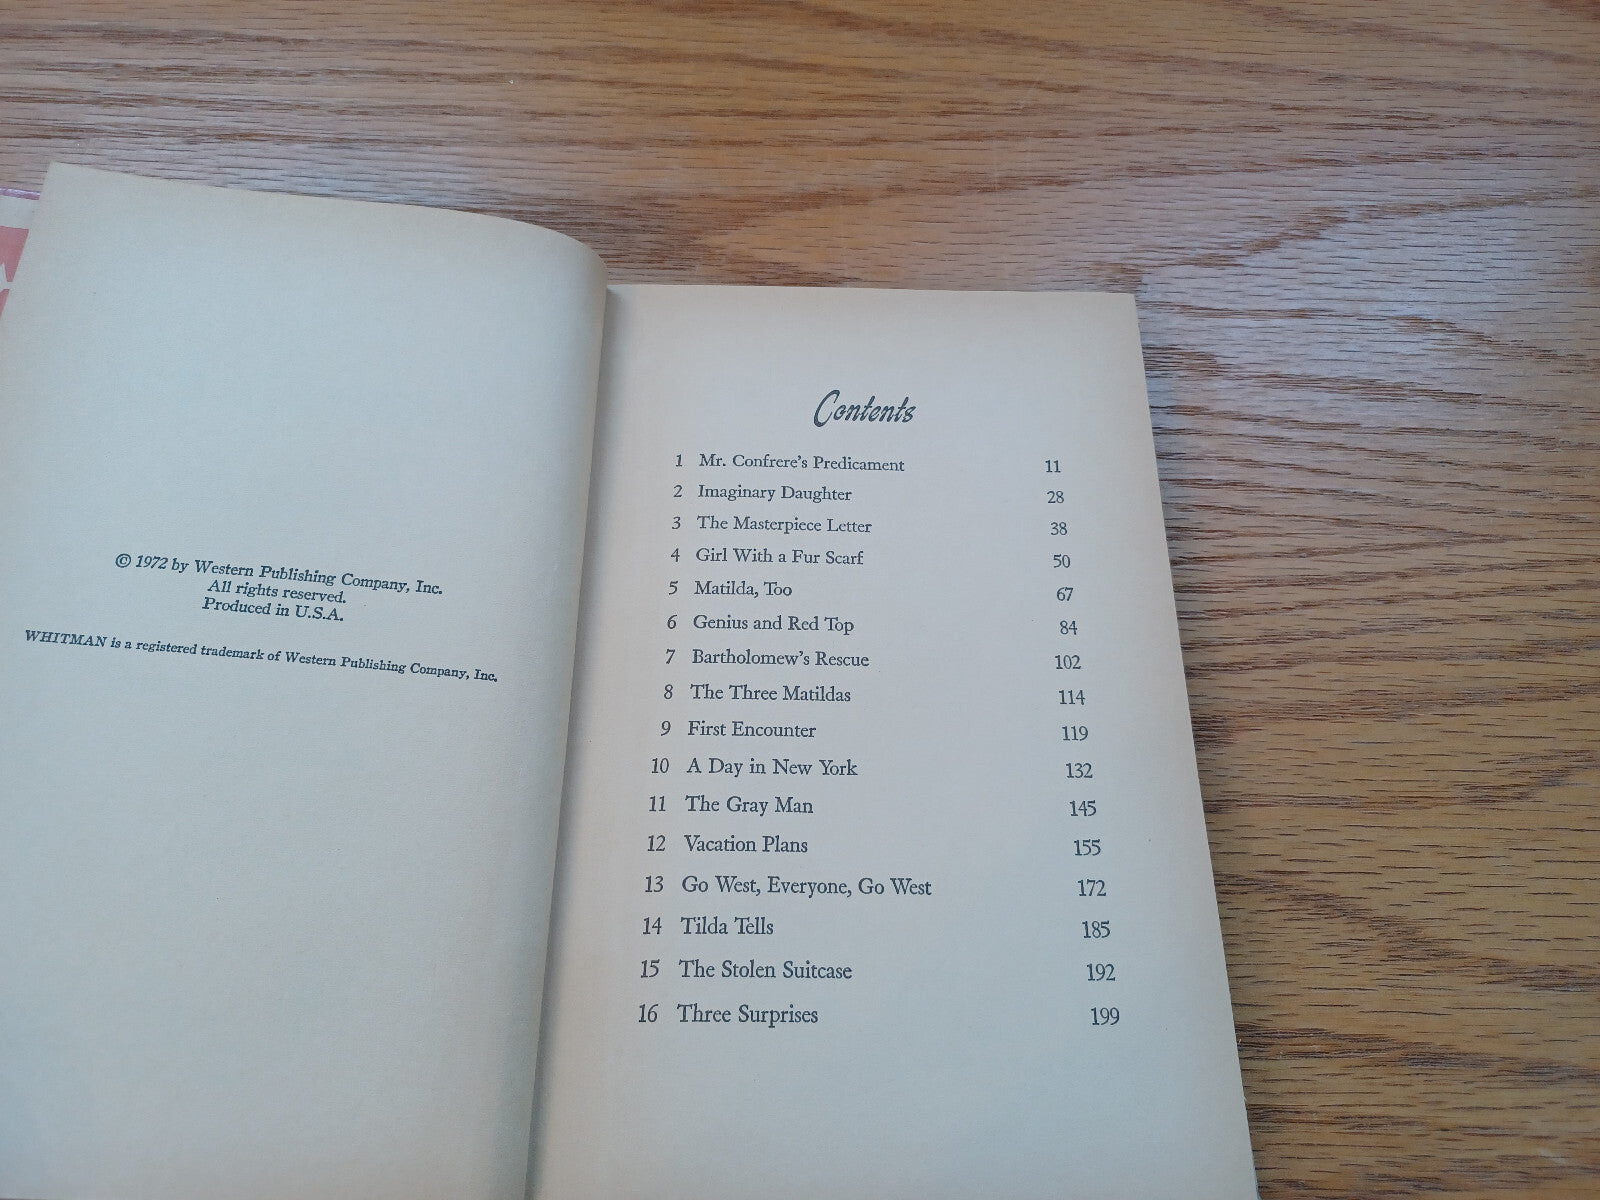 © 1972 by Western Publishing Company, Inc.
All rights reserved.
Produced in U.S.A.
WHITMAN is a registered trademark of Western Publishing Company, Inc.
Contents
1 Mr. Confrere's Predicament 11
2 Imaginary Daughter 28
3 The Masterpiece Letter 38
4 Girl With a Fur Scarf 50
5 Matilda, Too 67
6 Genius and Red Top 84
7 Bartholomew's Rescue 102
8 The Three Matildas 114
9 First Encounter 119
10 A Day in New York 132
11 The Gray Man 145
12 Vacation Plans 155
13 Go West, Everyone, Go West 172
14 Tilda Tells 185
15 The Stolen Suitcase 192
16 Three Surprises 199